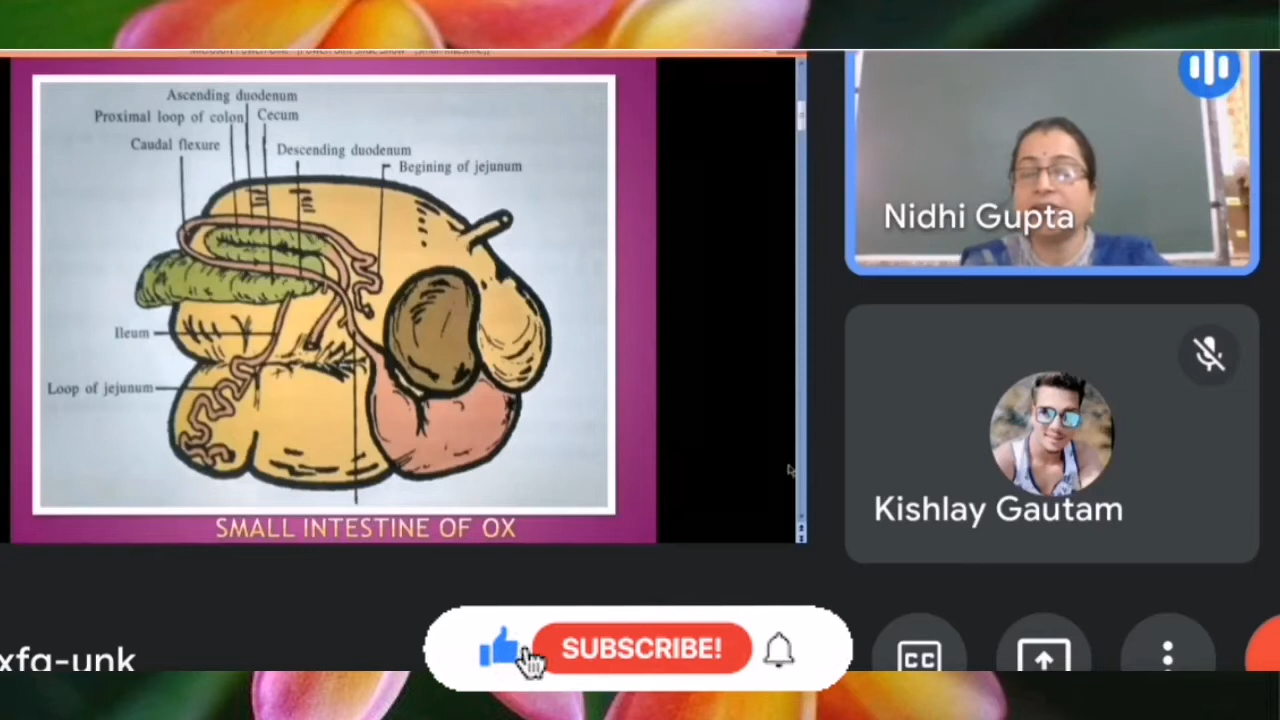 Ascending duodenum
Proximal loop of colon
Cecum
Caudal flexure
Descending duodenum
Begining of jejunum
Ileum
Loop of jejunum
SMALL INTESTINE OF OX
Nidhi Gupta
Kishlay Gautam
SUBSCRIBE!
CC
xfq-unk